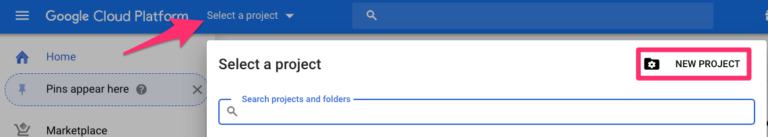 Google Cloud Platform
Select a project
Home
Pins appear here
Marketplace
Select a project
NEW PROJECT
Search projects and folders